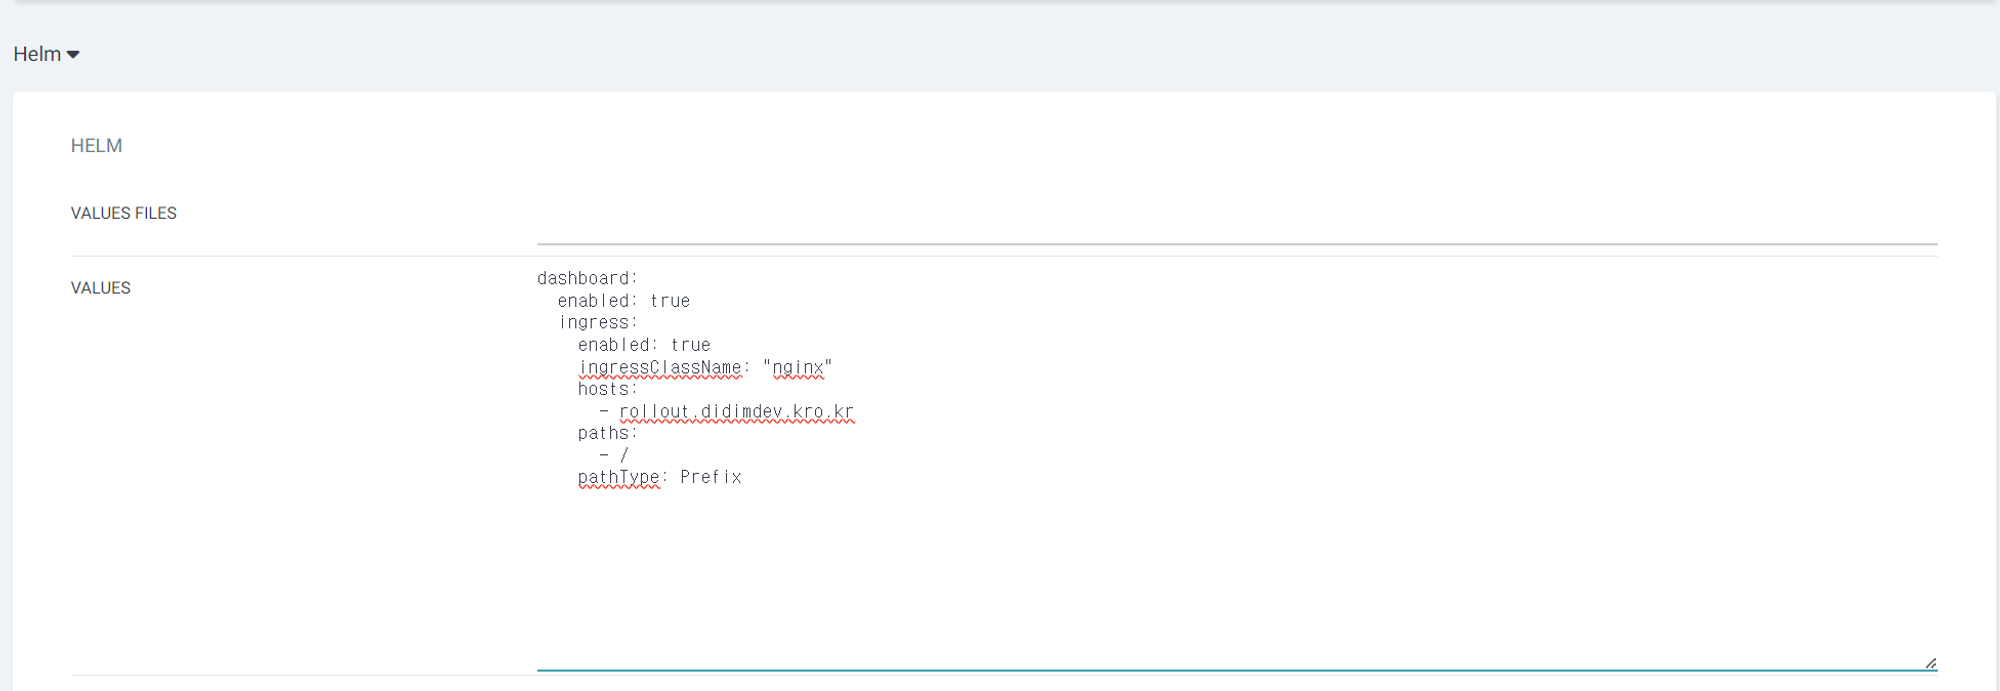 Helm
HELM
VALUES FILES
VALUES
dashboard:
  enabled: true
  ingress:
    enabled: true
    ingressClassName: "nginx"
    hosts:
      - rollout.didimdev.kro.kr
    paths:
      - /
    pathType: Prefix